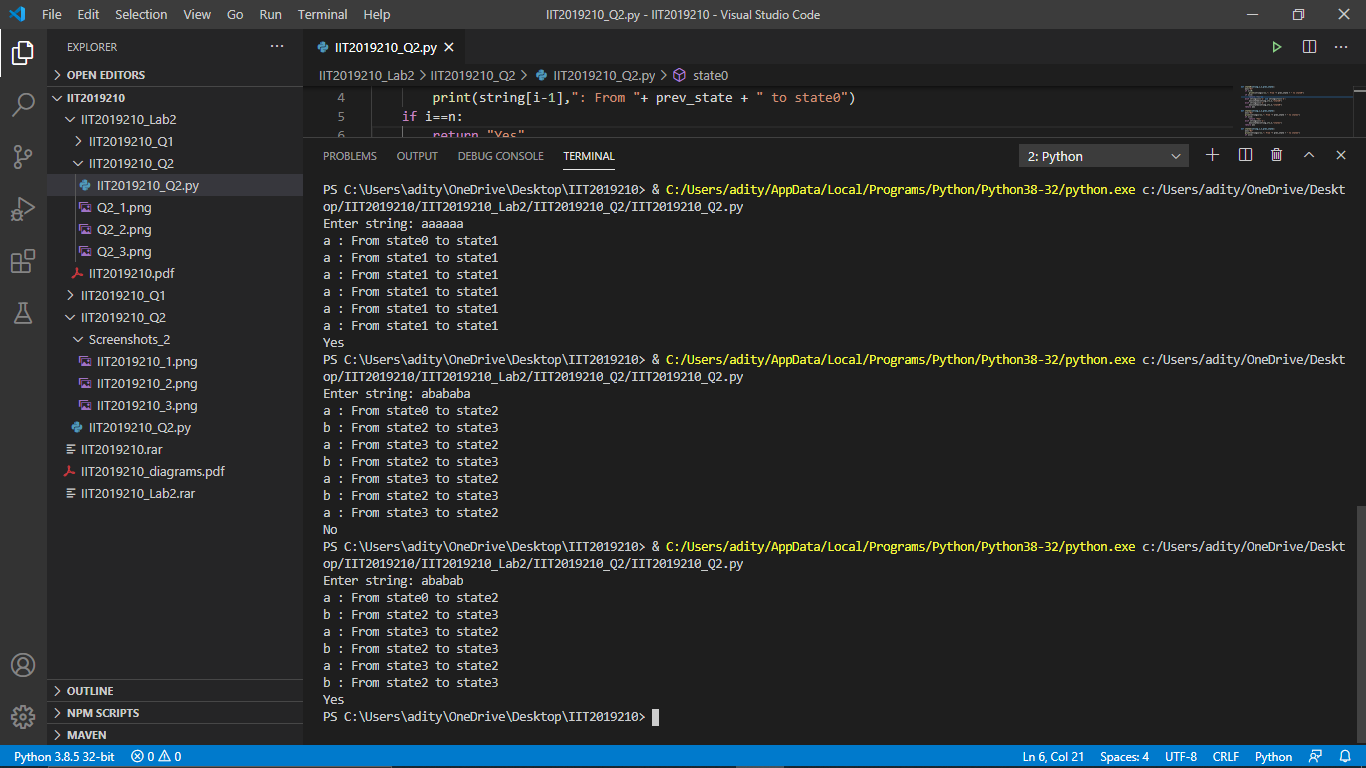 File Edit Selection View Go Run Terminal Help
IIT2019210_Q2.py - IIT2019210 - Visual Studio Code
EXPLORER
OPEN EDITORS
IIT2019210
IIT2019210_Lab2
IIT2019210_Q1
IIT2019210_Q2
IIT2019210_Q2.py
Q2_1.png
Q2_2.png
Q2_3.png
IIT2019210.pdf
IIT2019210_Q1
IIT2019210_Q2
Screenshots_2
IIT2019210_1.png
IIT2019210_2.png
IIT2019210_3.png
IIT2019210_Q2.py
IIT2019210.rar
IIT2019210_diagrams.pdf
IIT2019210_Lab2.rar
OUTLINE
NPM SCRIPTS
MAVEN
IIT2019210_Q2.py
IIT2019210_Lab2 > IIT2019210_Q2 > IIT2019210_Q2.py > state0
4 print(string[i-1],": From "+ prev_state + " to state0")
5 if i==n:
6 return "Yes"
PROBLEMS OUTPUT DEBUG CONSOLE TERMINAL
2: Python
PS C:\Users\adity\OneDrive\Desktop\IIT2019210> & C:/Users/adity/AppData/Local/Programs/Python/Python38-32/python.exe c:/Users/adity/OneDrive/Deskt
op/IIT2019210/IIT2019210_Lab2/IIT2019210_Q2/IIT2019210_Q2.py
Enter string: aaaaaa
a : From state0 to state1
a : From state1 to state1
a : From state1 to state1
a : From state1 to state1
a : From state1 to state1
a : From state1 to state1
Yes
PS C:\Users\adity\OneDrive\Desktop\IIT2019210> & C:/Users/adity/AppData/Local/Programs/Python/Python38-32/python.exe c:/Users/adity/OneDrive/Deskt
op/IIT2019210/IIT2019210_Lab2/IIT2019210_Q2/IIT2019210_Q2.py
Enter string: abababa
a : From state0 to state2
b : From state2 to state3
a : From state3 to state2
b : From state2 to state3
a : From state3 to state2
b : From state2 to state3
a : From state3 to state2
No
PS C:\Users\adity\OneDrive\Desktop\IIT2019210> & C:/Users/adity/AppData/Local/Programs/Python/Python38-32/python.exe c:/Users/adity/OneDrive/Deskt
op/IIT2019210/IIT2019210_Lab2/IIT2019210_Q2/IIT2019210_Q2.py
Enter string: ababab
a : From state0 to state2
b : From state2 to state3
a : From state3 to state2
b : From state2 to state3
a : From state3 to state2
b : From state2 to state3
Yes
PS C:\Users\adity\OneDrive\Desktop\IIT2019210>
Python 3.8.5 32-bit 0 0 Ln 6, Col 21 Spaces: 4 UTF-8 CRLF Python